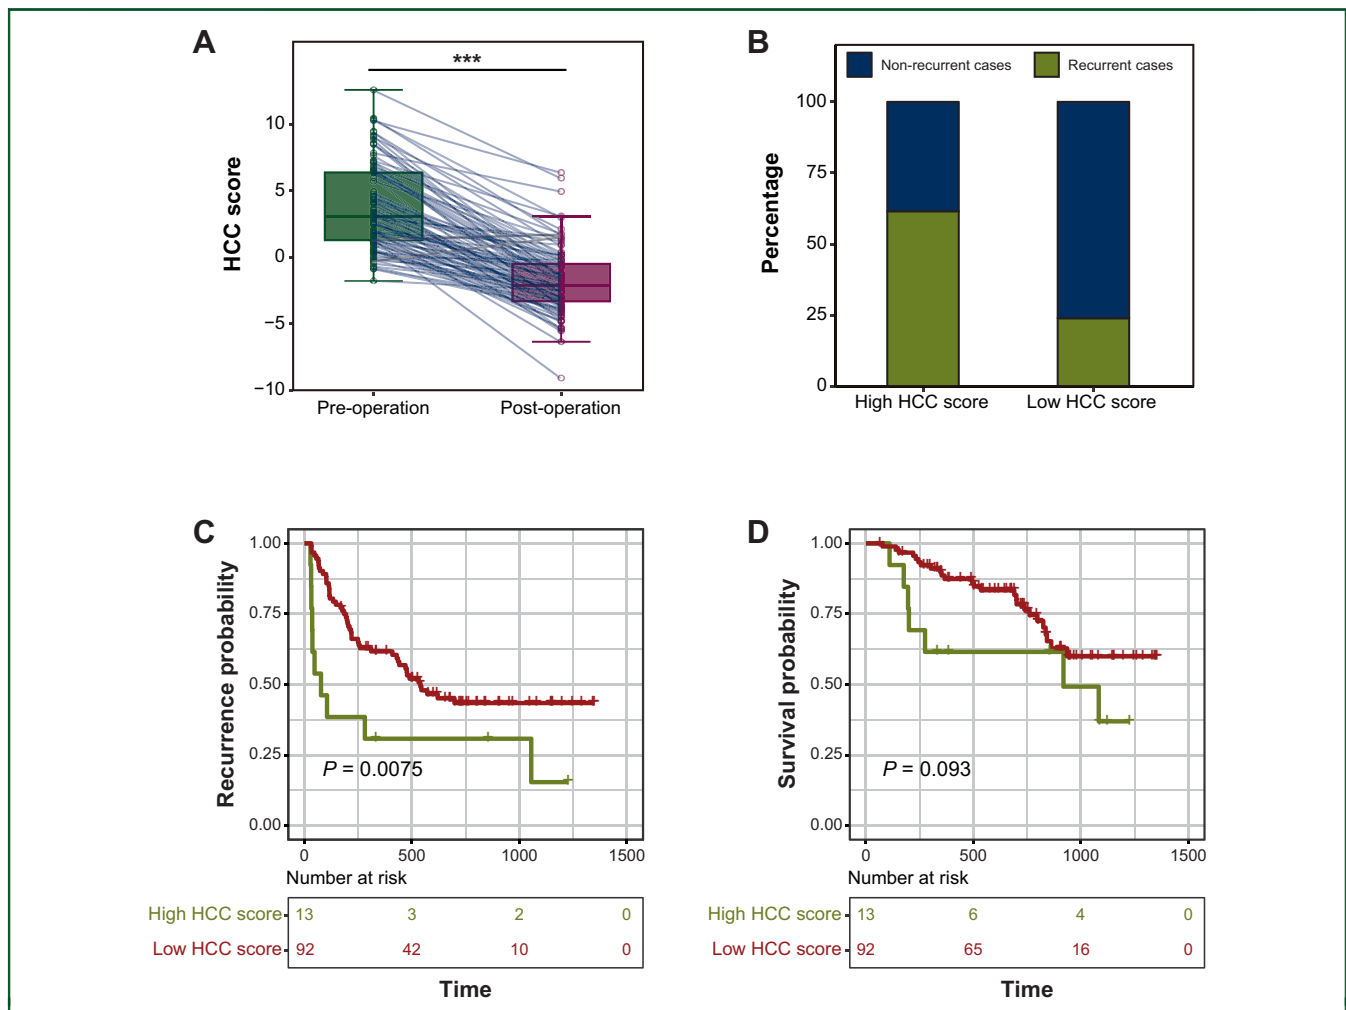 A
HCC score
***
10
5
0
−5
−10
Pre-operation Post-operation
B
Percentage
Non-recurrent cases Recurrent cases
100
75
50
25
0
High HCC score Low HCC score
C
Recurrence probability
1.00
0.75
0.50
0.25
0.00
P = 0.0075
0 500 1000 1500
Number at risk
High HCC score 13 3 2 0
Low HCC score 92 42 10 0
Time
D
Survival probability
1.00
0.75
0.50
0.25
0.00
P = 0.093
0 500 1000 1500
Number at risk
High HCC score 13 6 4 0
Low HCC score 92 65 16 0
Time